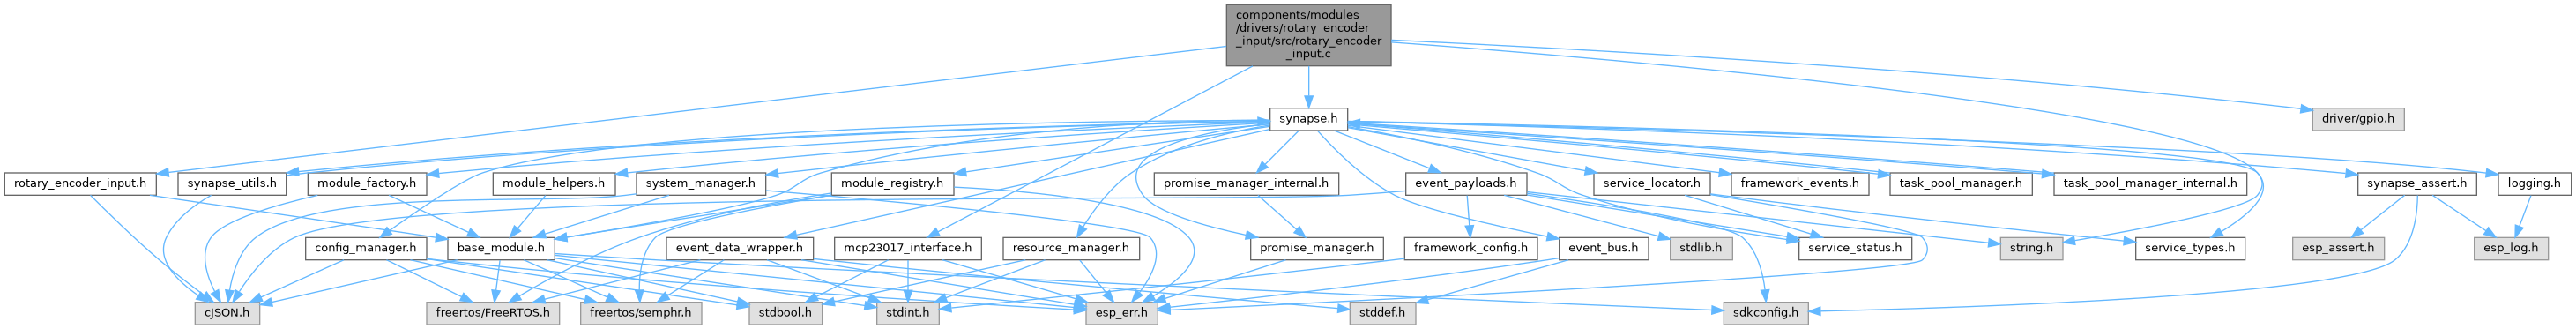 components/modules
/drivers/rotary_encoder
_input/src/rotary_encoder
_input.c
synapse.h
driver/gpio.h
rotary_encoder_input.h
synapse_utils.h
module_factory.h
module_helpers.h
system_manager.h
module_registry.h
promise_manager_internal.h
event_payloads.h
service_locator.h
framework_events.h
task_pool_manager.h
task_pool_manager_internal.h
synapse_assert.h
logging.h
config_manager.h
base_module.h
event_data_wrapper.h
mcp23017_interface.h
resource_manager.h
promise_manager.h
framework_config.h
event_bus.h
stdlib.h
service_status.h
string.h
service_types.h
esp_assert.h
esp_log.h
cJSON.h
freertos/FreeRTOS.h
freertos/semphr.h
stdbool.h
stdint.h
esp_err.h
stddef.h
sdkconfig.h